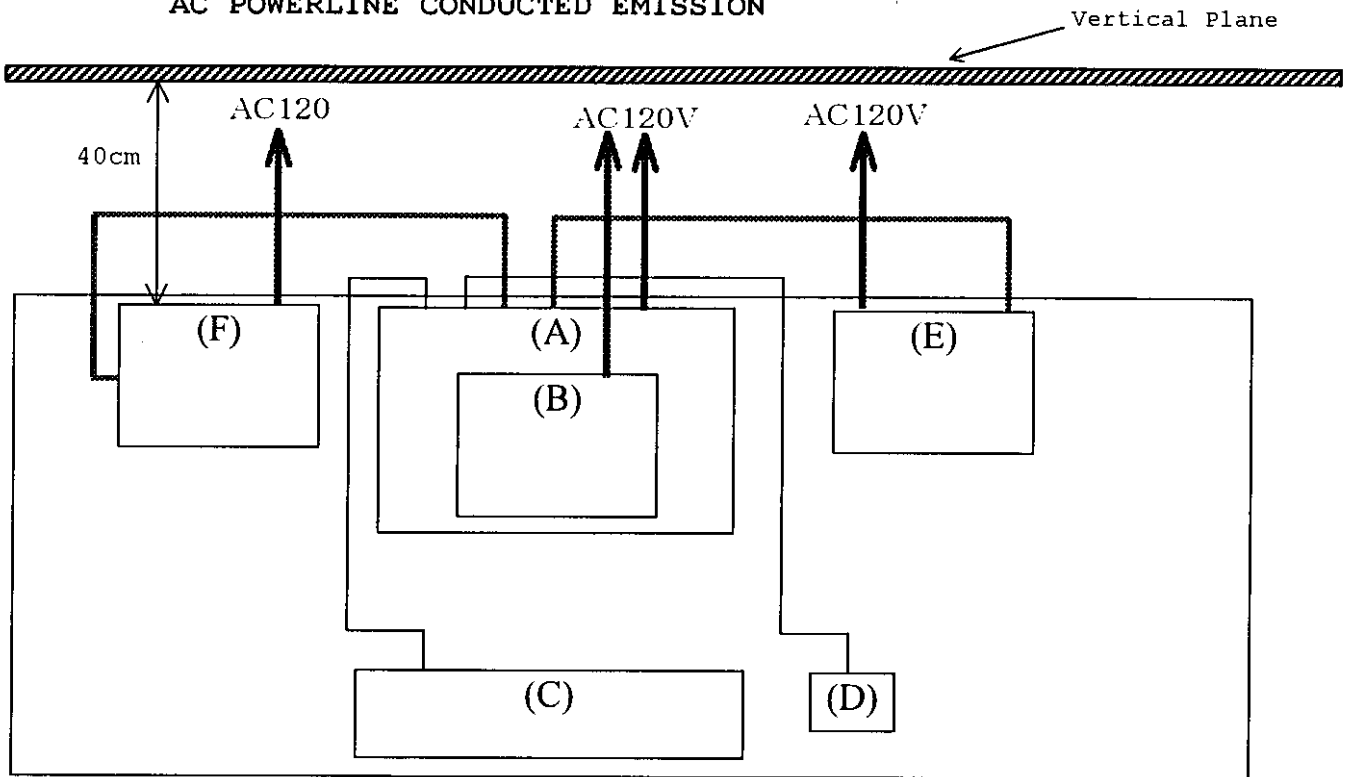 AC POWERLINE CONDUCTED EMISSION
Vertical Plane
AC120
AC120V
AC120V
40cm
(F)
(A)
(E)
(B)
(C)
(D)